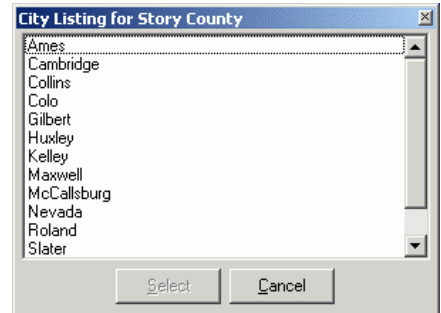 City Listing for Story County
Ames
Cambridge
Collins
Colo
Gilbert
Huxley
Kelley
Maxwell
McCallsburg
Nevada
Roland
Slater
Select
Cancel